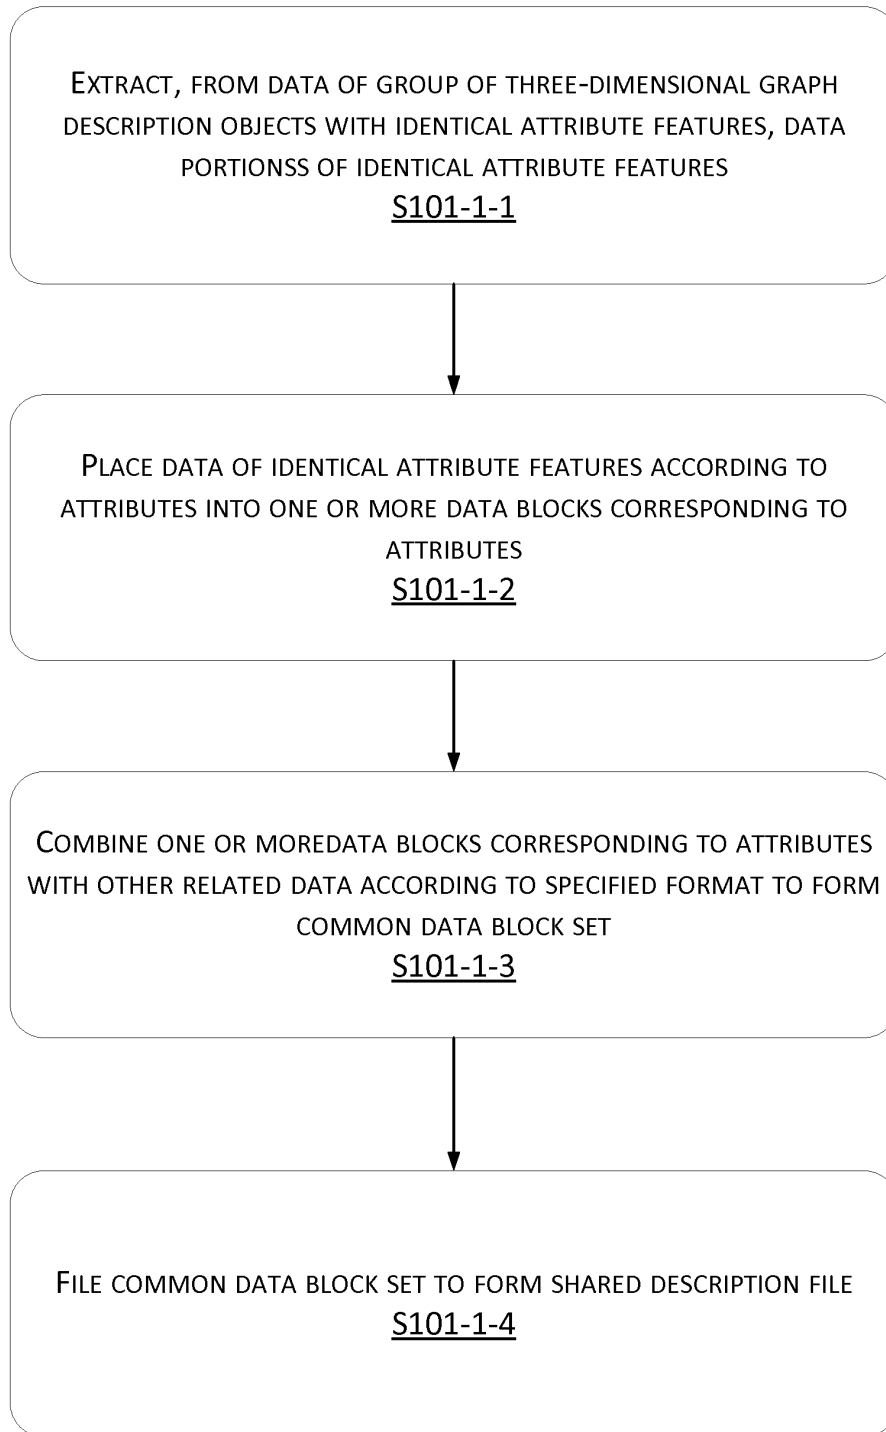 EXTRACT, FROM DATA OF GROUP OF THREE-DIMENSIONAL GRAPH
DESCRIPTION OBJECTS WITH IDENTICAL ATTRIBUTE FEATURES, DATA
PORTIONSS OF IDENTICAL ATTRIBUTE FEATURES
S101-1-1
PLACE DATA OF IDENTICAL ATTRIBUTE FEATURES ACCORDING TO
ATTRIBUTES INTO ONE OR MORE DATA BLOCKS CORRESPONDING TO
ATTRIBUTES
S101-1-2
COMBINE ONE OR MOREDATA BLOCKS CORRESPONDING TO ATTRIBUTES
WITH OTHER RELATED DATA ACCORDING TO SPECIFIED FORMAT TO FORM
COMMON DATA BLOCK SET
S101-1-3
FILE COMMON DATA BLOCK SET TO FORM SHARED DESCRIPTION FILE
S101-1-4